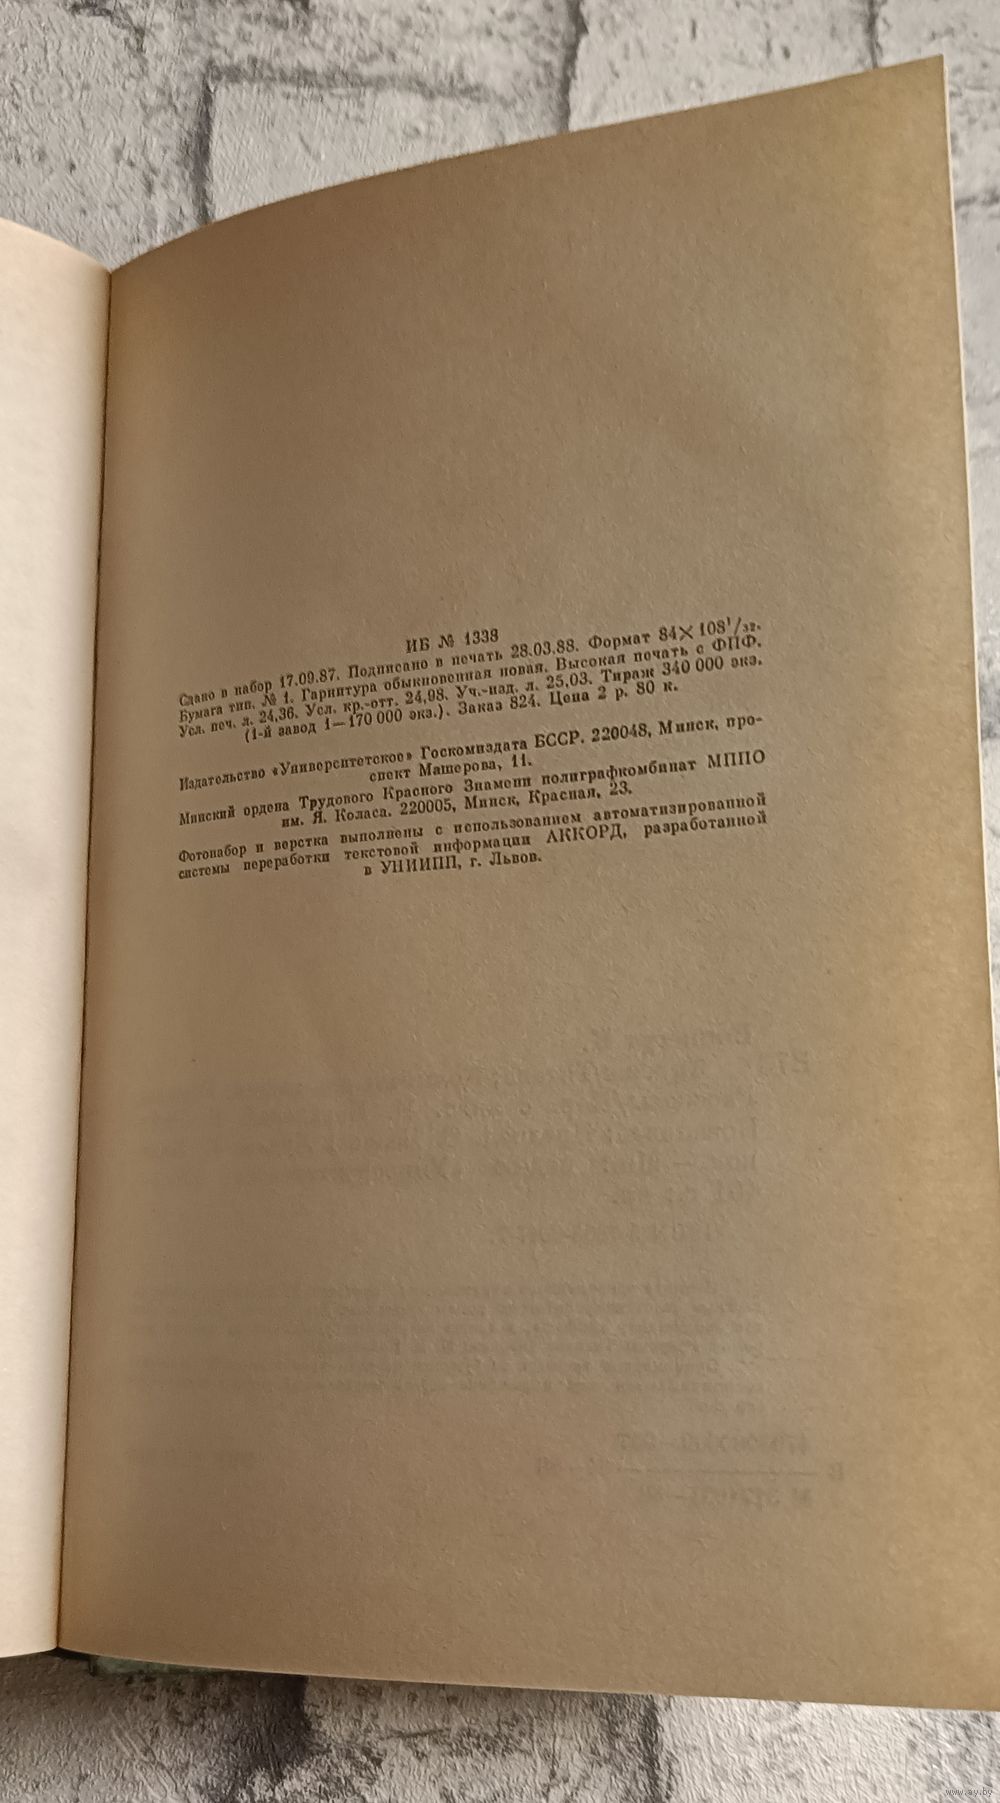 ИБ № 1338
Сдано в набор 17.09.87. Подписано в печать 28.03.88. Формат 84×108¹/₃₂.
Бумага тип. № 1. Гарнитура обыкновенная новая. Высокая печать с ФПФ.
Усл. печ. л. 24,36. Усл. кр.-отт. 24,98. Уч.-изд. л. 25,03. Тираж 340 000 экз.
(1-й завод 1—170 000 экз.). Заказ 824. Цена 2 р. 80 к.
Издательство «Университетское» Госкомиздата БССР. 220048, Минск, про-
спект Машерова, 11.
Минский ордена Трудового Красного Знамени полиграфкомбинат МППО
им. Я. Коласа. 220005, Минск, Красная, 23.
Фотонабор и верстка выполнены с использованием автоматизированной
системы переработки текстовой информации АККОРД, разработанной
в УНИИПП, г. Львов.
www.ay.by